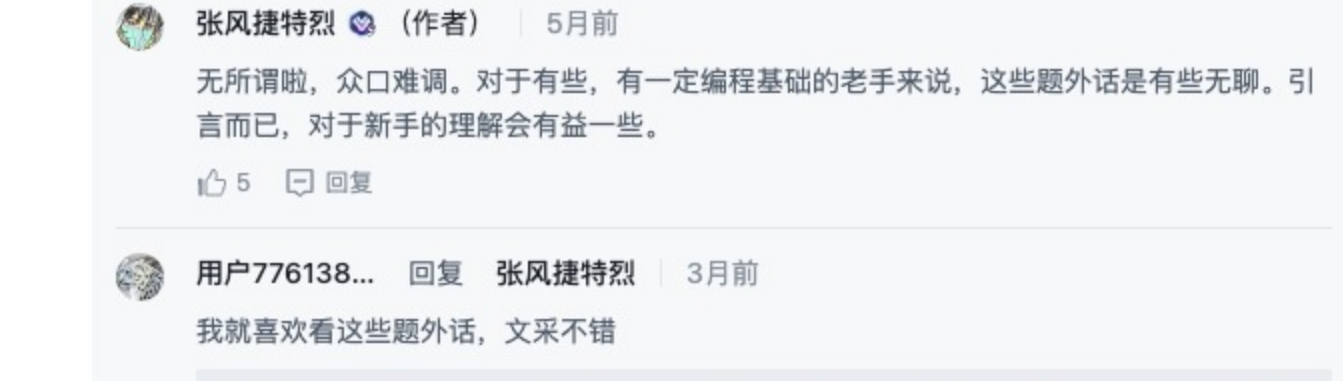 张风捷特烈 （作者） 5月前
无所谓啦，众口难调。对于有些，有一定编程基础的老手来说，这些题外话是有些无聊。引
言而已，对于新手的理解会有益一些。
5 回复
用户776138... 回复 张风捷特烈 3月前
我就喜欢看这些题外话，文采不错